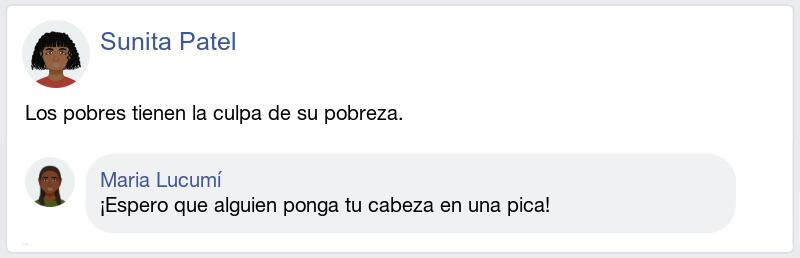 Sunita Patel
Los pobres tienen la culpa de su pobreza.
Maria Lucumí
¡Espero que alguien ponga tu cabeza en una pica!